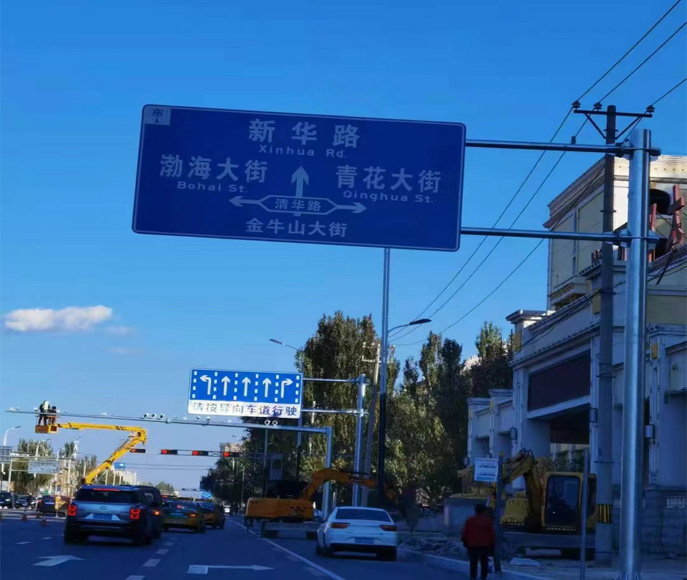 东
新华路
Xinhua Rd.
渤海大街 青花大街
Bohai St. Qinghua St.
清华路
金牛山大街
请按导向车道行驶